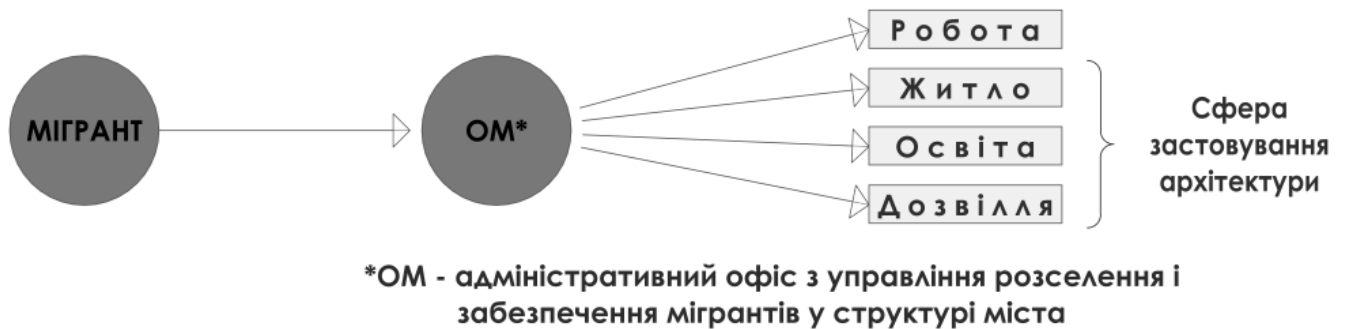 МІГРАНТ
ОМ*
Робота
Житло
Освіта
Дозвілля
Сфера
застовування
архітектури
*ОМ - адміністративний офіс з управління розселення і
забезпечення мігрантів у структурі міста